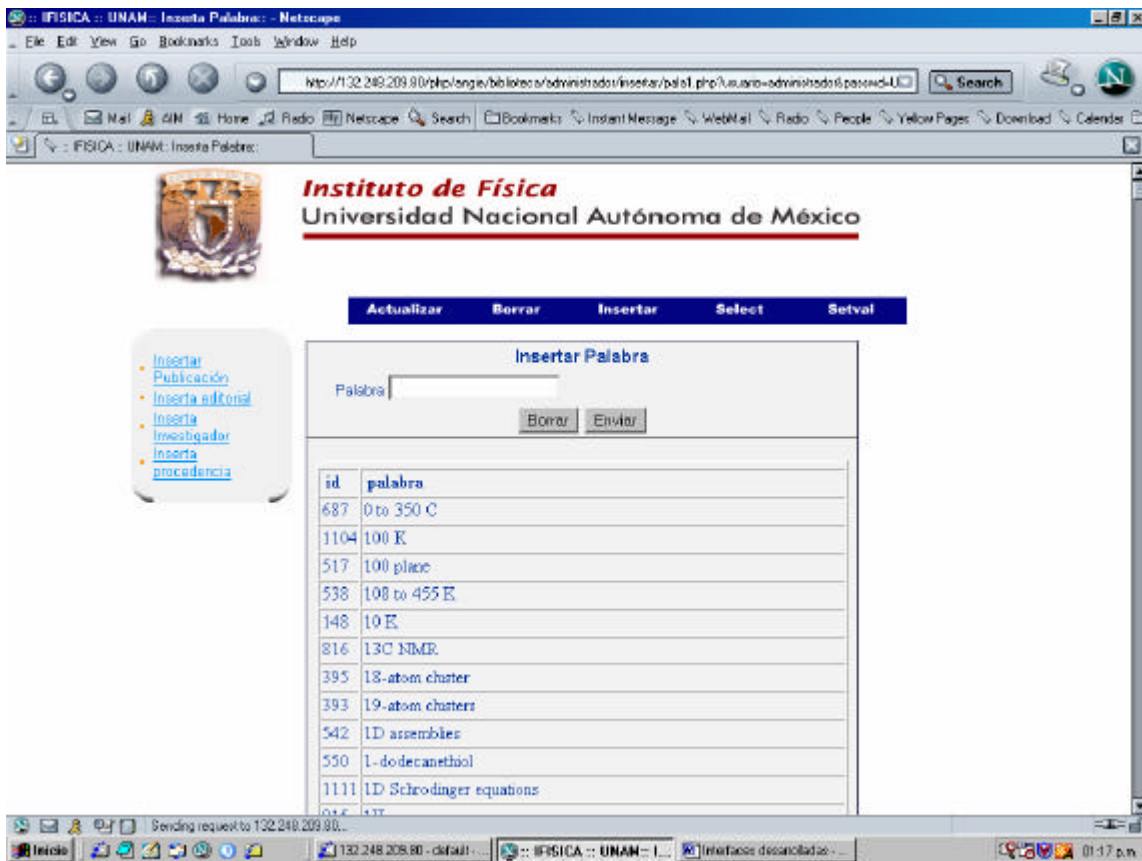 :: IFISICA :: UNAM:: Inserta Palabra:: - Netscape
File Edit View Go Bookmarks Tools Window Help
Search
Mail AIM Home Radio Netscape Search Bookmarks Instant Message WebMail Radio People Yellow Pages Download Calendar
:: IFISICA :: UNAM:: Inserta Palabra::
Instituto de Física
Universidad Nacional Autónoma de México
Actualizar Borrar Insertar Select Setval
Insertar
Publicación
Inserta editorial
Inserta
Investigador
Inserta
procedencia
Insertar Palabra
Palabra
Borrar Enviar
id palabra
687 0 to 350 C
1104 100 K
517 100 plane
538 108 to 455 K
148 10 K
816 13C NMR
395 18-atom cluster
393 19-atom clusters
542 1D assemblies
550 1-dodecanethiol
1111 1D Schrodinger equations
Sending request to 132.248.209.80...
Inicio 132.248.209.80 - default - ... :: IFISICA :: UNAM:: I... Interfaces desarrolladas - ... 01:17 p.m.